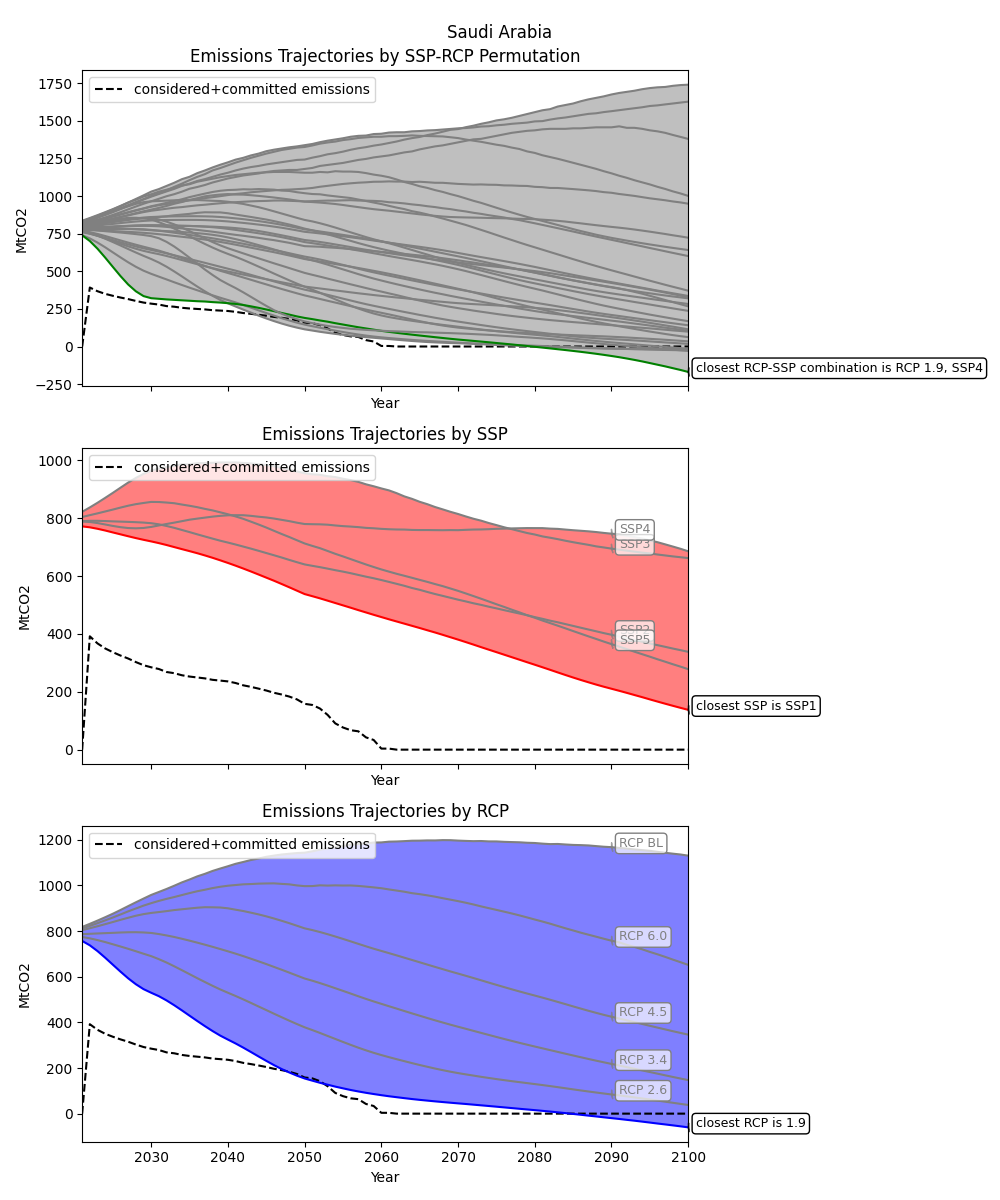 Saudi Arabia
Emissions Trajectories by SSP-RCP Permutation
considered+committed emissions
1750
1500
1250
1000
750
500
250
0
−250
MtCO2
Year
closest RCP-SSP combination is RCP 1.9, SSP4
Emissions Trajectories by SSP
considered+committed emissions
1000
800
600
400
200
0
MtCO2
SSP4
SSP3
SSP2
SSP5
closest SSP is SSP1
Year
Emissions Trajectories by RCP
considered+committed emissions
1200
1000
800
600
400
200
0
MtCO2
RCP BL
RCP 6.0
RCP 4.5
RCP 3.4
RCP 2.6
closest RCP is 1.9
2030 2040 2050 2060 2070 2080 2090 2100
Year